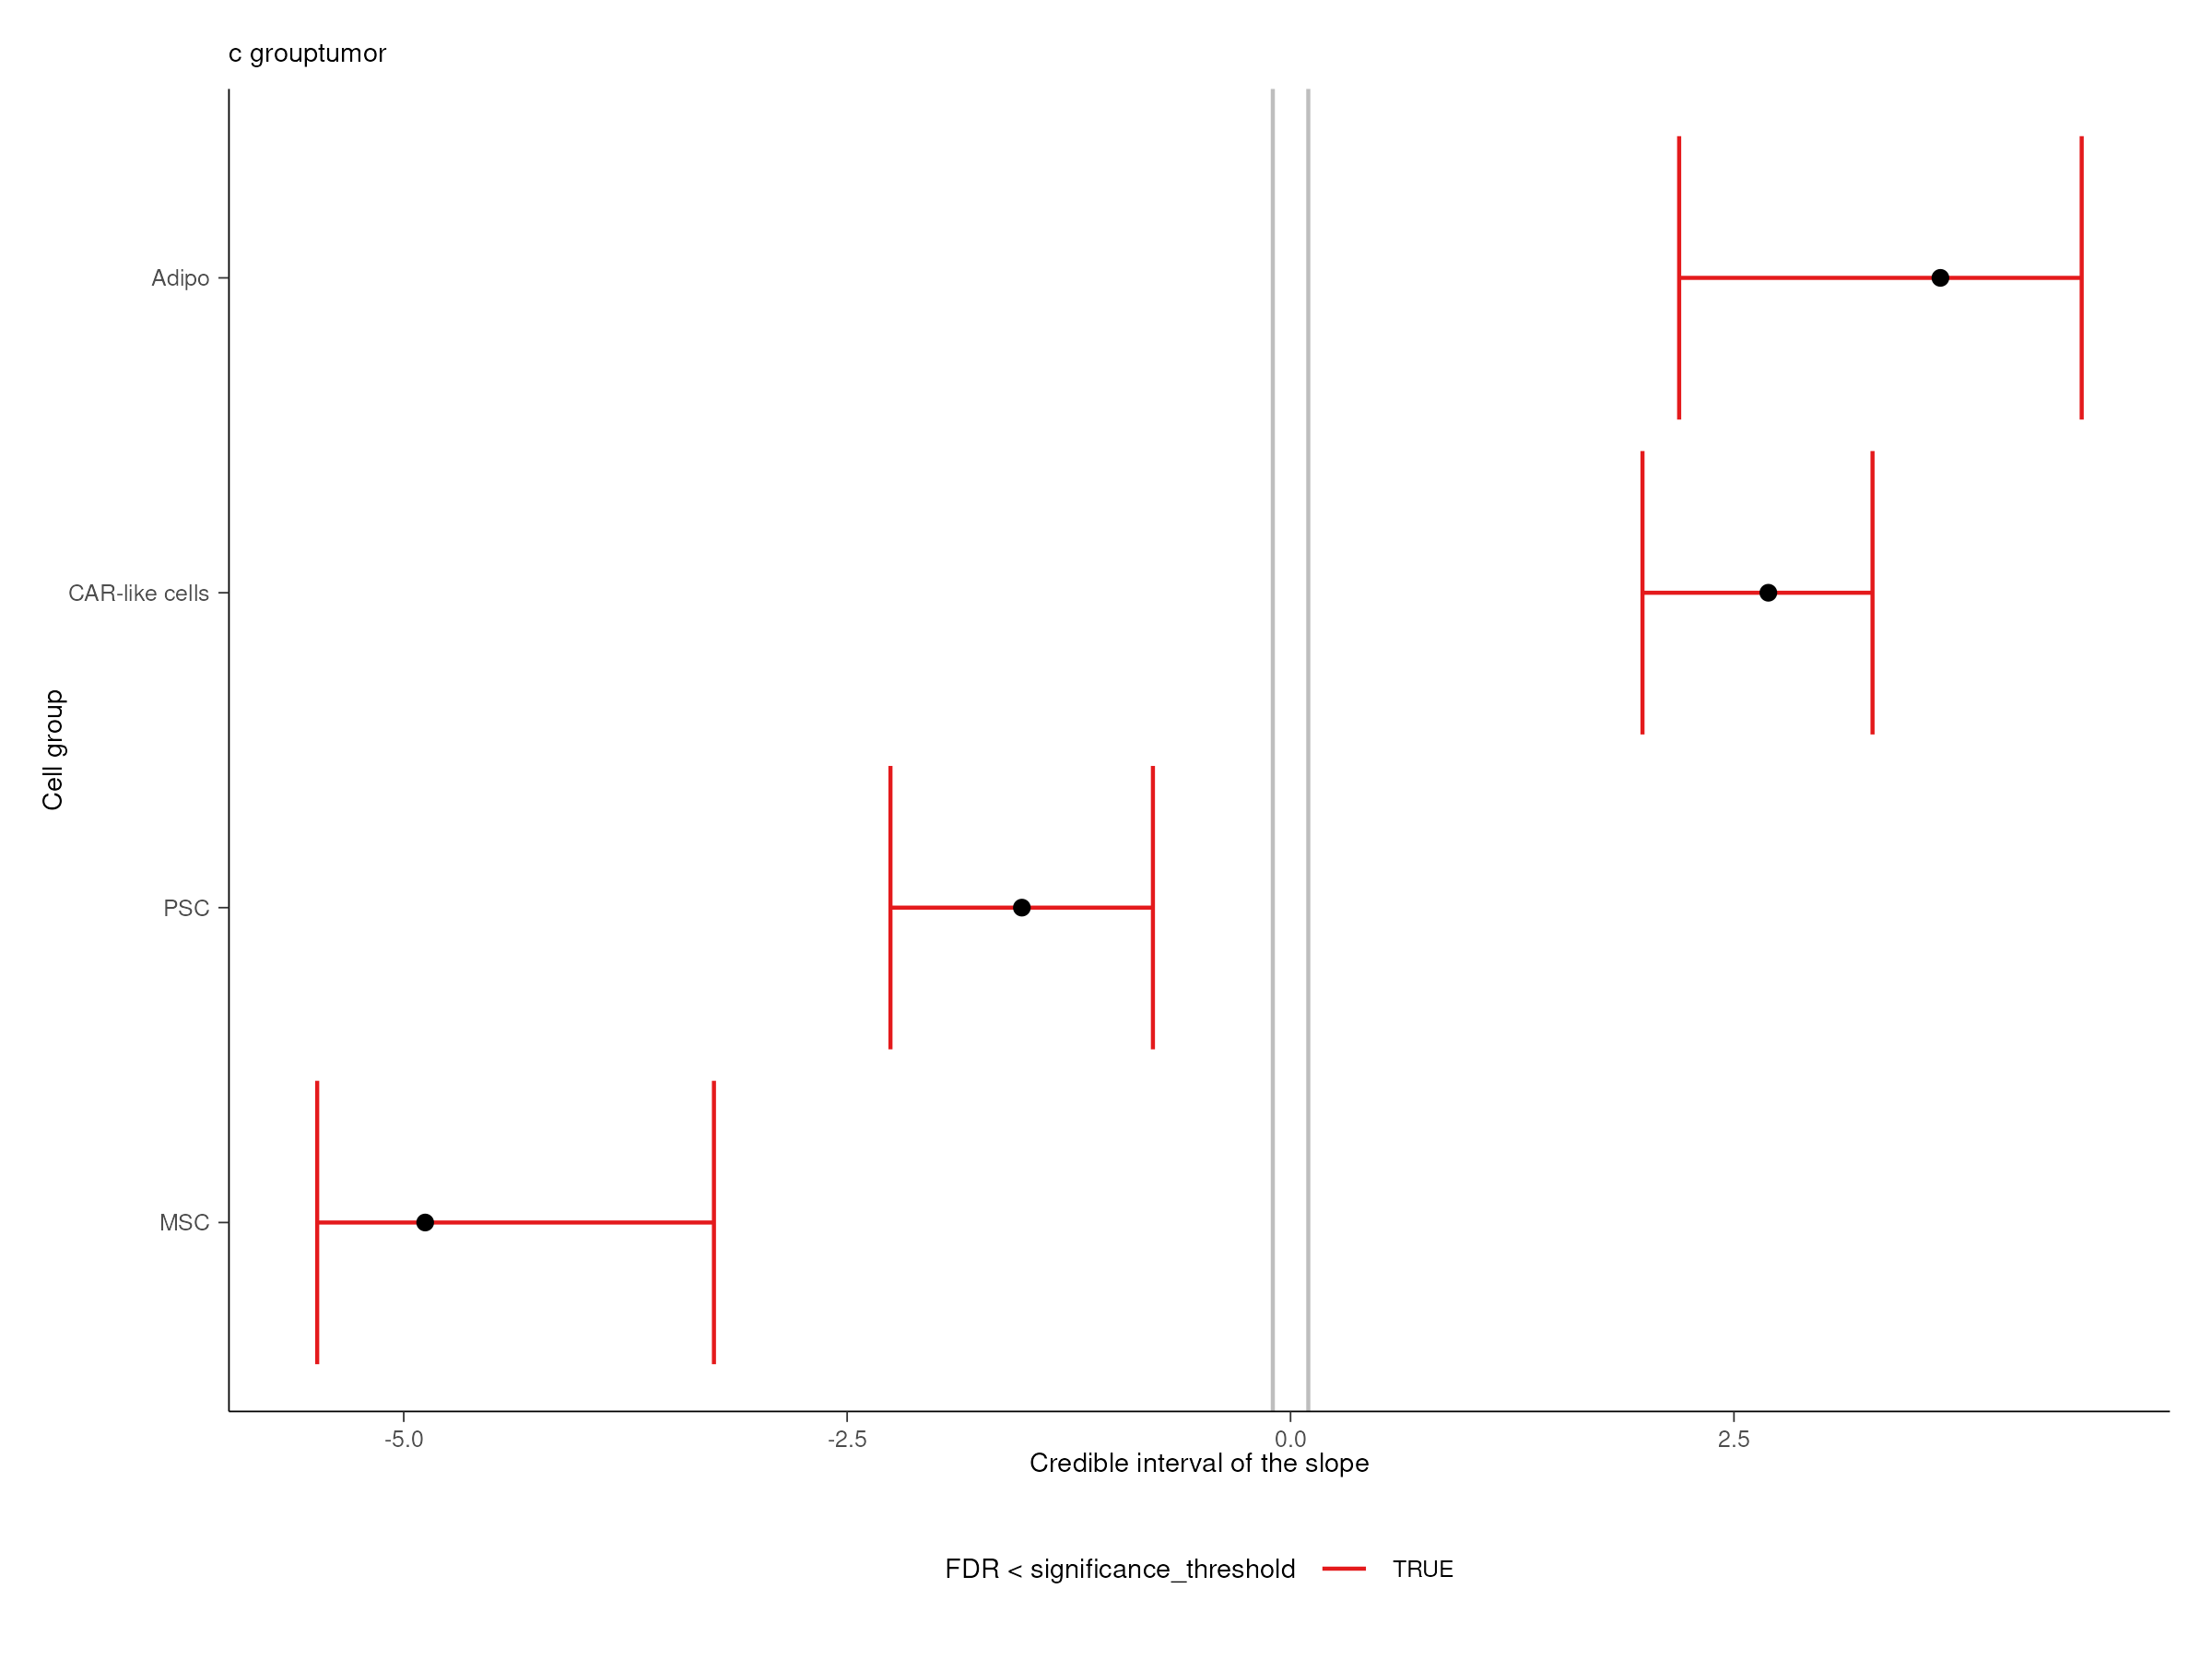 c grouptumor
Adipo
CAR-like cells
PSC
MSC
Cell group
-5.0
-2.5
0.0
2.5
Credible interval of the slope
FDR < significance_threshold
TRUE